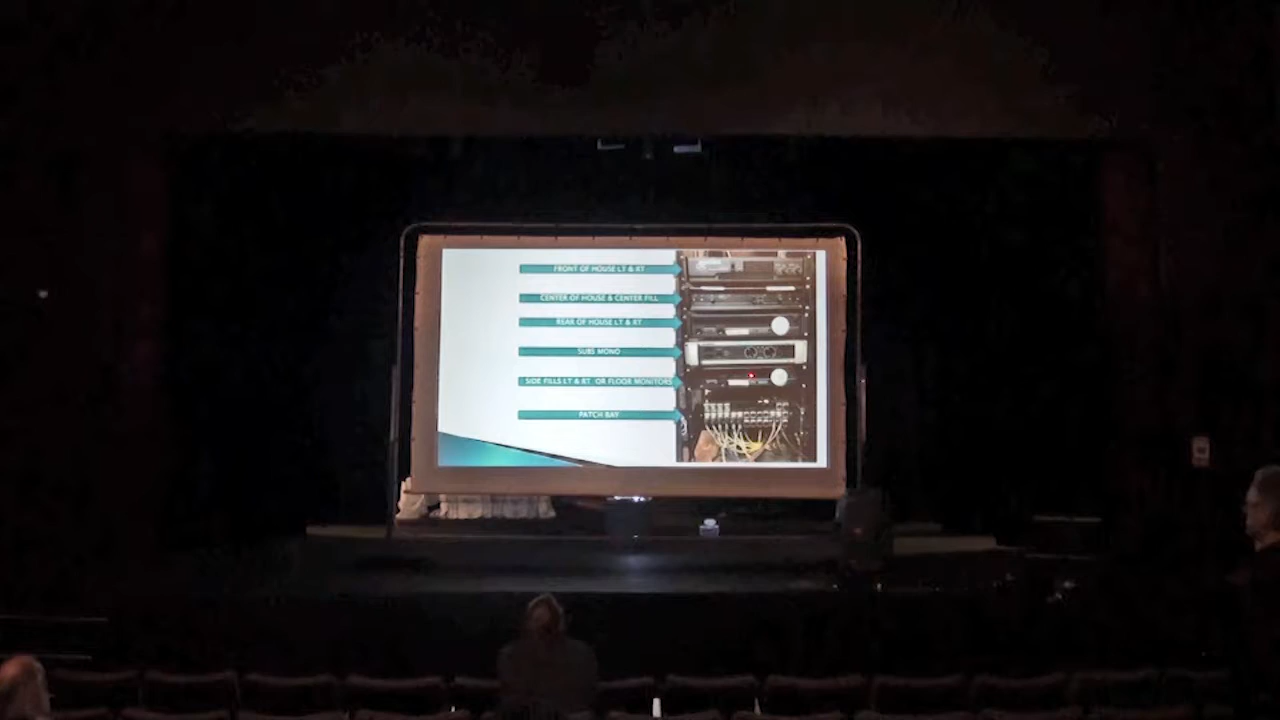 FRONT OF HOUSE LT & RT
CENTER OF HOUSE & CENTER FILL
REAR OF HOUSE LT & RT
SUBS MONO
SIDE FILLS LT & RT OR FLOOR MONITORS
PATCH BAY